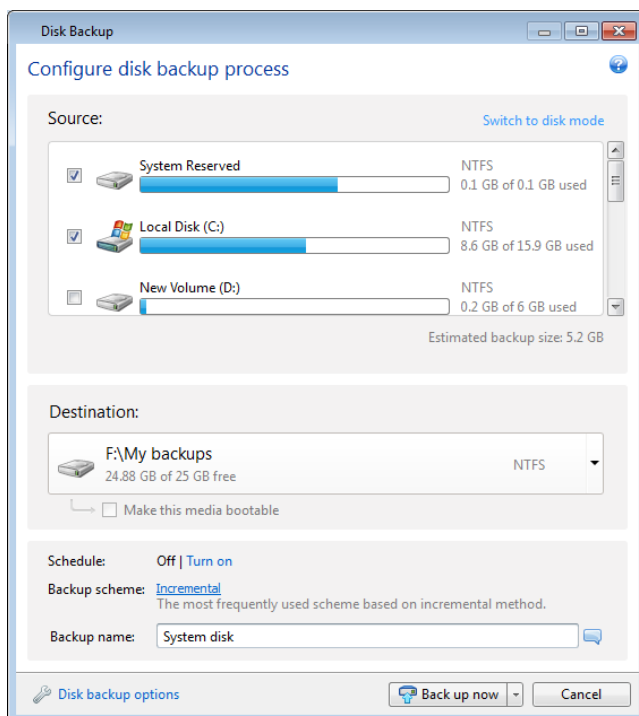 Disk Backup
Configure disk backup process
Source:
Switch to disk mode
System Reserved
NTFS
0.1 GB of 0.1 GB used
Local Disk (C:)
NTFS
8.6 GB of 15.9 GB used
New Volume (D:)
NTFS
0.2 GB of 6 GB used
Estimated backup size: 5.2 GB
Destination:
F:\My backups
24.88 GB of 25 GB free
NTFS
Make this media bootable
Schedule: Off | Turn on
Backup scheme: Incremental
The most frequently used scheme based on incremental method.
Backup name: System disk
Disk backup options
Back up now
Cancel